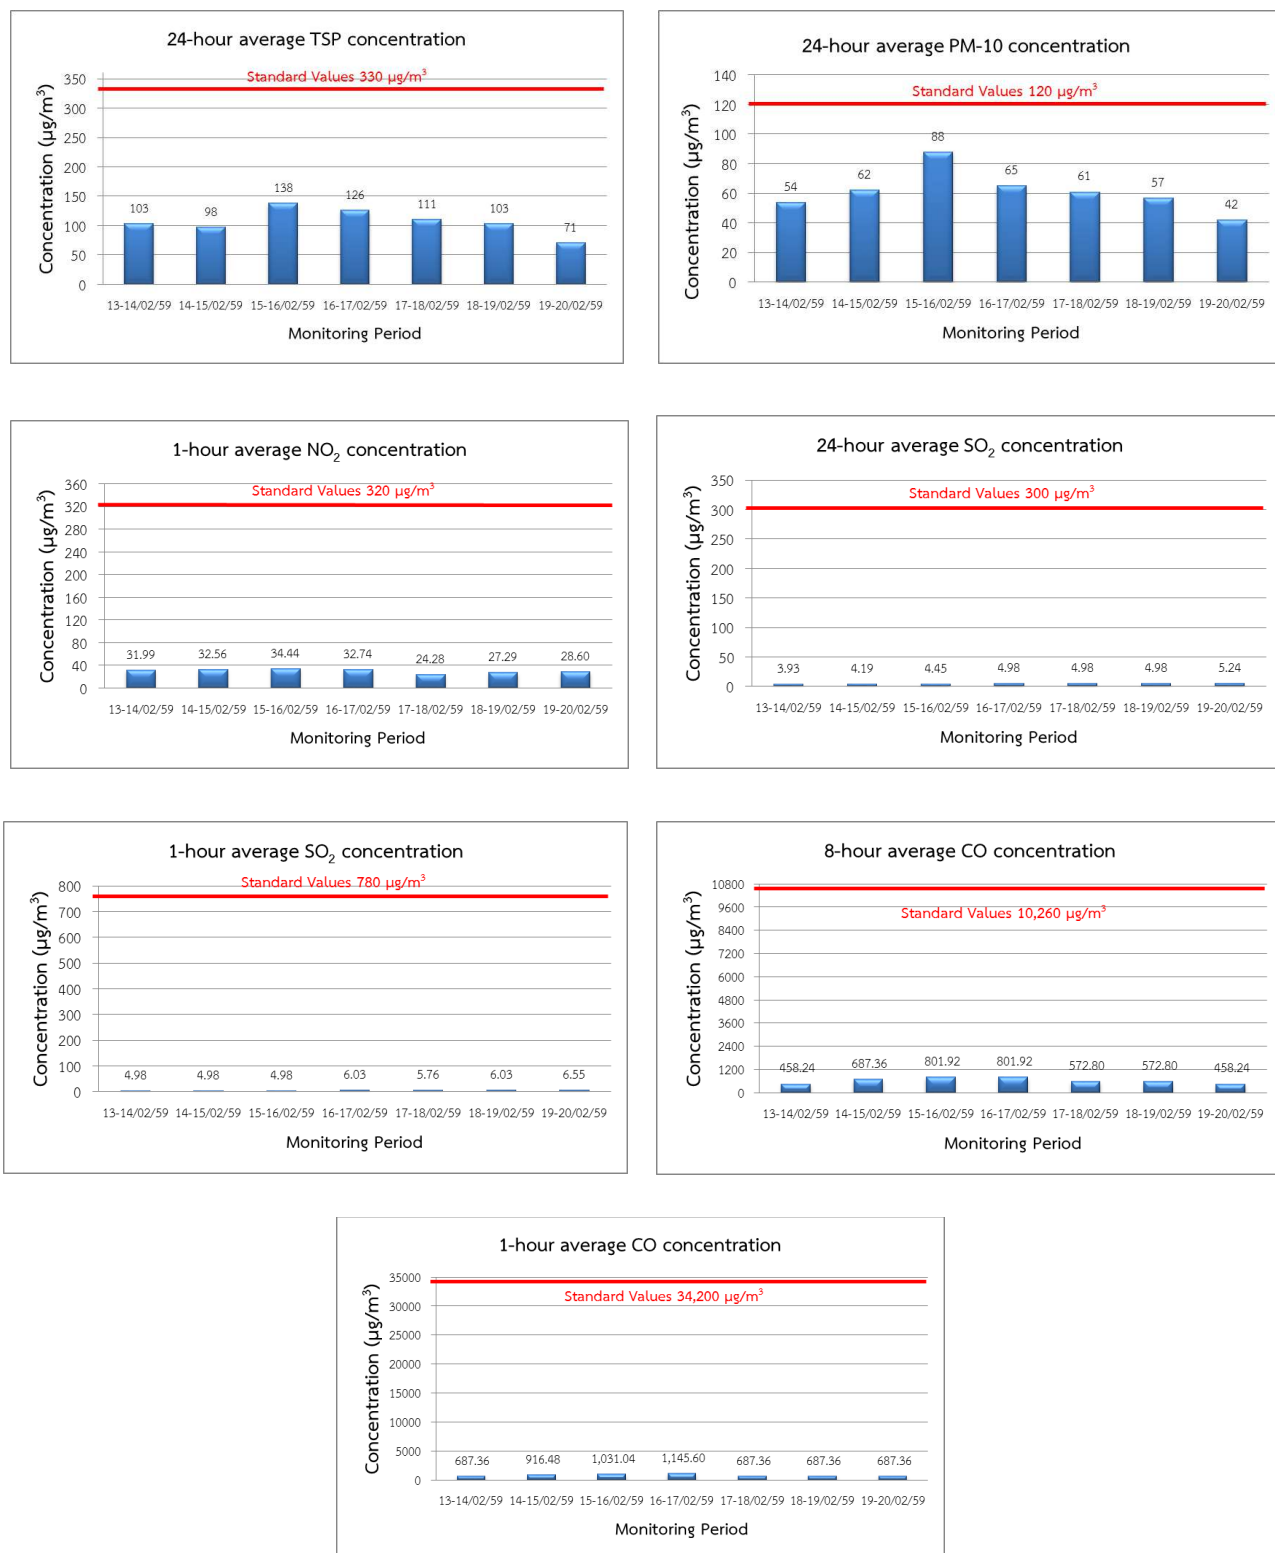 24-hour average TSP concentration
Standard Values 330 µg/m³
Concentration (µg/m³)
350
300
250
200
150
100
50
0
103
98
138
126
111
103
71
13-14/02/59 14-15/02/59 15-16/02/59 16-17/02/59 17-18/02/59 18-19/02/59 19-20/02/59
Monitoring Period
24-hour average PM-10 concentration
Standard Values 120 µg/m³
Concentration (µg/m³)
140
120
100
80
60
40
20
0
54
62
88
65
61
57
42
13-14/02/59 14-15/02/59 15-16/02/59 16-17/02/59 17-18/02/59 18-19/02/59 19-20/02/59
Monitoring Period
1-hour average NO₂ concentration
Standard Values 320 µg/m³
Concentration (µg/m³)
360
320
280
240
200
160
120
80
40
0
31.99 32.56 34.44 32.74 24.28 27.29 28.60
13-14/02/59 14-15/02/59 15-16/02/59 16-17/02/59 17-18/02/59 18-19/02/59 19-20/02/59
Monitoring Period
24-hour average SO₂ concentration
Standard Values 300 µg/m³
Concentration (µg/m³)
350
300
250
200
150
100
50
0
3.93 4.19 4.45 4.98 4.98 4.98 5.24
13-14/02/59 14-15/02/59 15-16/02/59 16-17/02/59 17-18/02/59 18-19/02/59 19-20/02/59
Monitoring Period
1-hour average SO₂ concentration
Standard Values 780 µg/m³
Concentration (µg/m³)
800
700
600
500
400
300
200
100
0
4.98 4.98 4.98 6.03 5.76 6.03 6.55
13-14/02/59 14-15/02/59 15-16/02/59 16-17/02/59 17-18/02/59 18-19/02/59 19-20/02/59
Monitoring Period
8-hour average CO concentration
Standard Values 10,260 µg/m³
Concentration (µg/m³)
10800
9600
8400
7200
6000
4800
3600
2400
1200
0
458.24 687.36 801.92 801.92 572.80 572.80 458.24
13-14/02/59 14-15/02/59 15-16/02/59 16-17/02/59 17-18/02/59 18-19/02/59 19-20/02/59
Monitoring Period
1-hour average CO concentration
Standard Values 34,200 µg/m³
Concentration (µg/m³)
35000
30000
25000
20000
15000
10000
5000
0
687.36 916.48 1,031.04 1,145.60 687.36 687.36 687.36
13-14/02/59 14-15/02/59 15-16/02/59 16-17/02/59 17-18/02/59 18-19/02/59 19-20/02/59
Monitoring Period